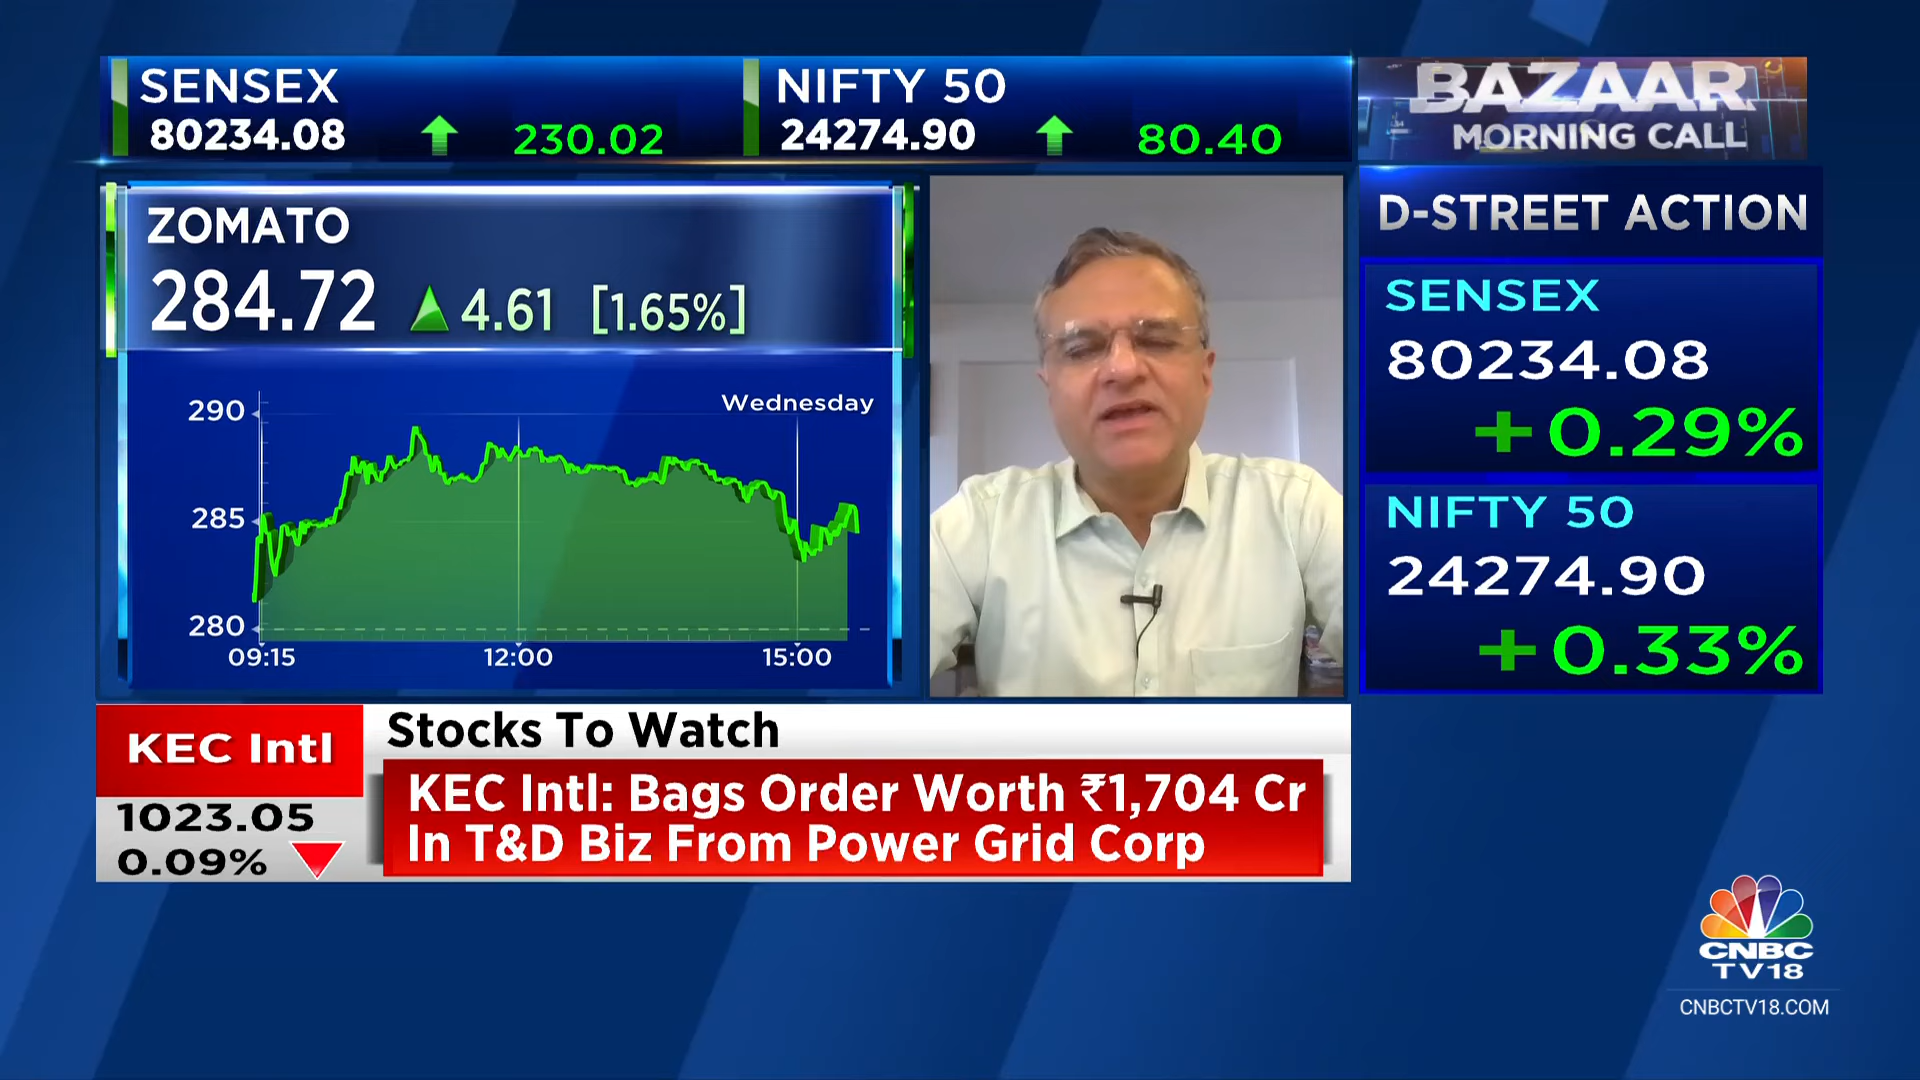 SENSEX
80234.08 230.02
NIFTY 50
24274.90 80.40
BAZAAR
MORNING CALL
ZOMATO
284.72 ▲ 4.61 [1.65%]
Wednesday
290
285
280
09:15 12:00 15:00
D-STREET ACTION
SENSEX
80234.08
+0.29%
NIFTY 50
24274.90
+0.33%
KEC Intl
1023.05
0.09%
Stocks To Watch
KEC Intl: Bags Order Worth ₹1,704 Cr
In T&D Biz From Power Grid Corp
CNBC
TV18
CNBCTV18.COM